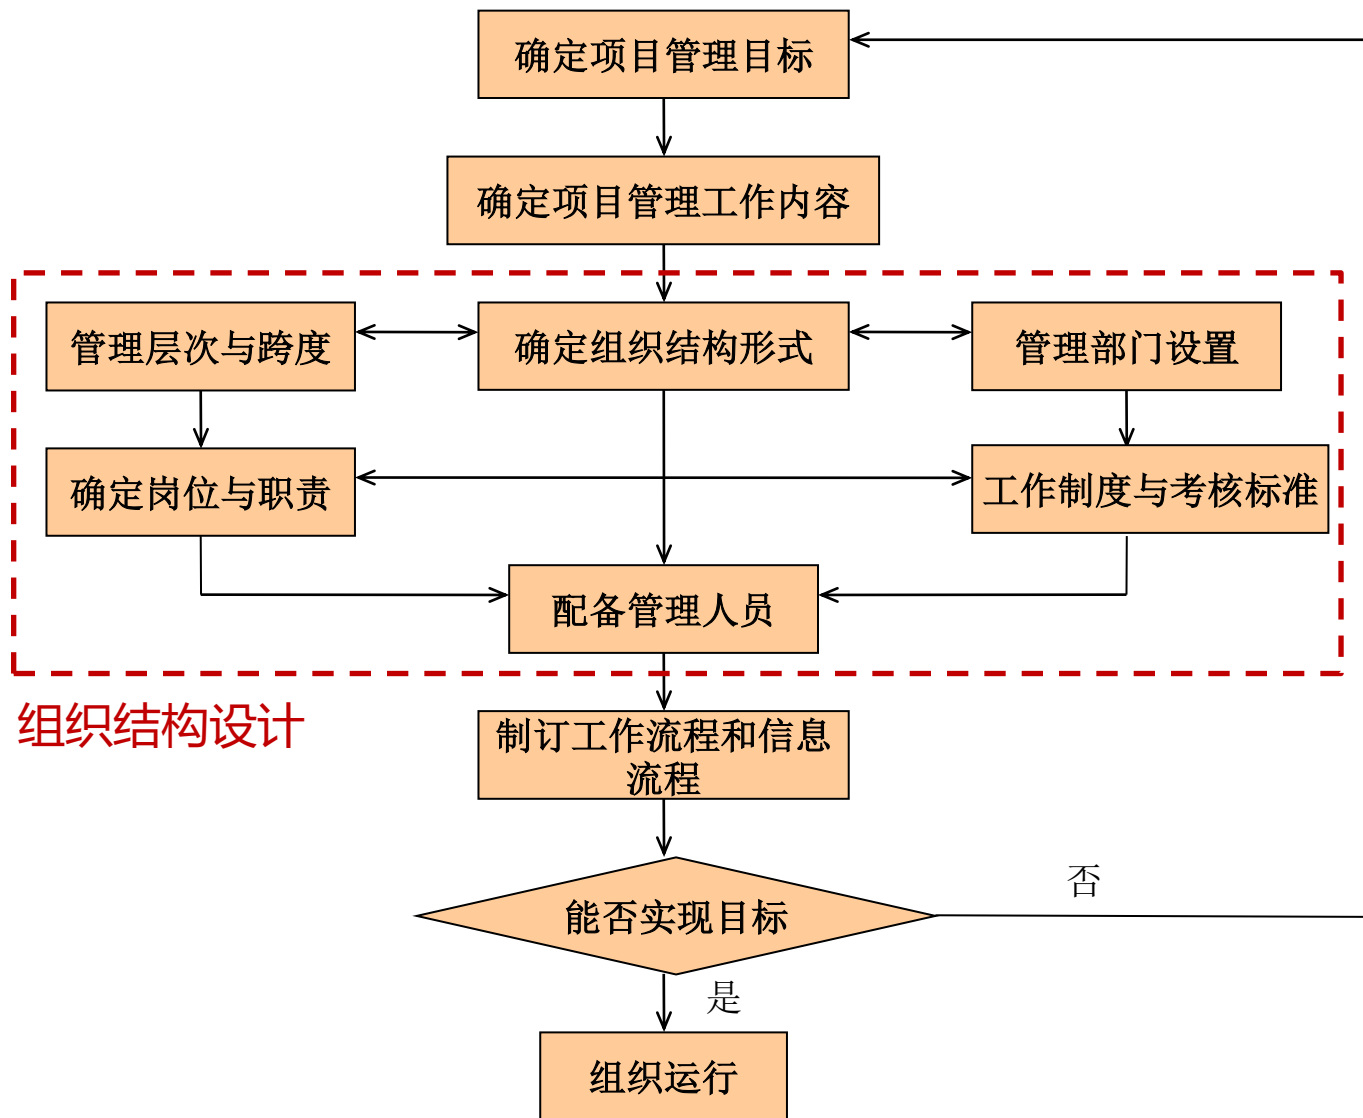 确定项目管理目标
确定项目管理工作内容
管理层次与跨度
确定组织结构形式
管理部门设置
确定岗位与职责
工作制度与考核标准
配备管理人员
组织结构设计
制订工作流程和信息
流程
能否实现目标
否
是
组织运行